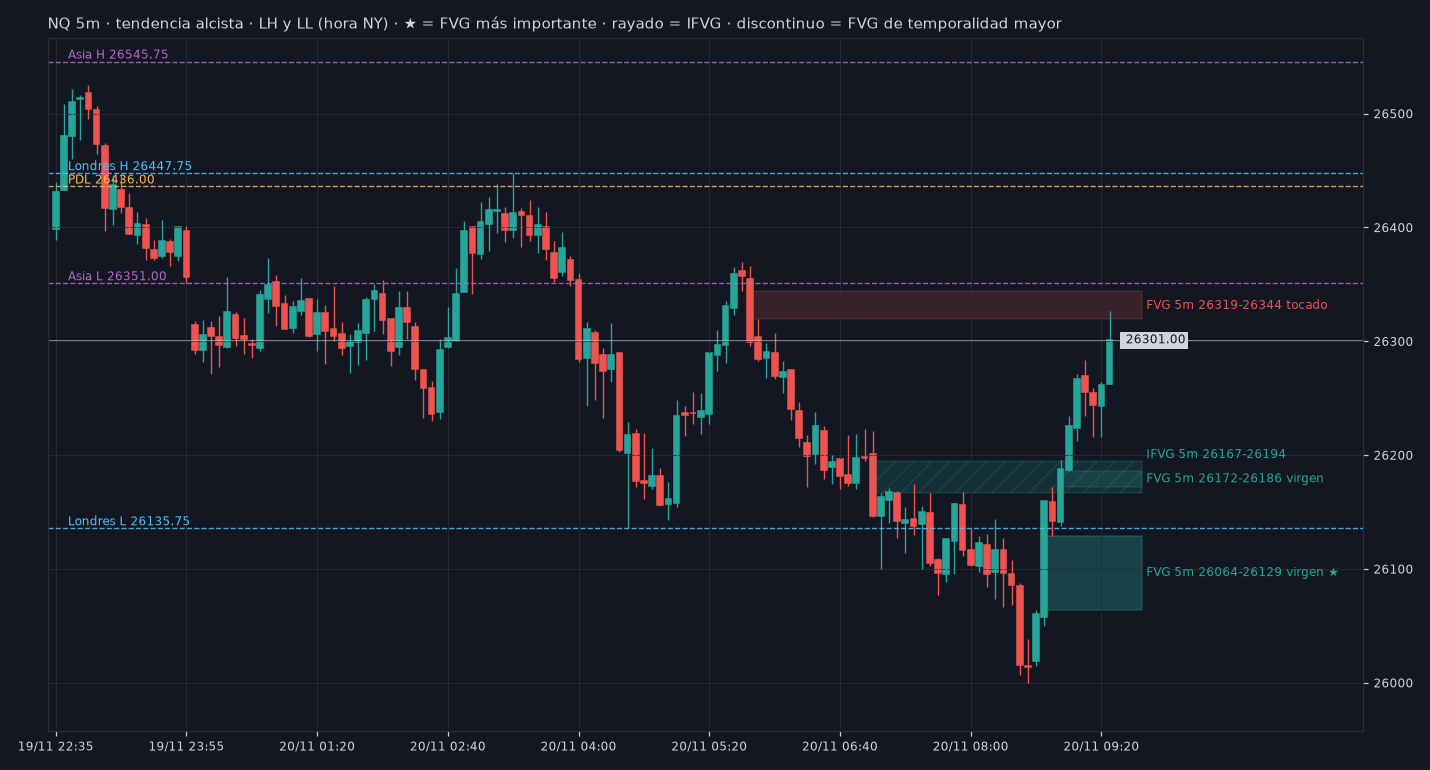 NQ 5m · tendencia alcista · LH y LL (hora NY) · ★ = FVG más importante · rayado = IFVG · discontinuo = FVG de temporalidad mayor
Asia H 26545.75
26500
Londres H 26447.75
PDL 26436.00
26400
Asia L 26351.00
FVG 5m 26319-26344 tocado
26301.00
26300
IFVG 5m 26167-26194
26200
FVG 5m 26172-26186 virgen
Londres L 26135.75
FVG 5m 26064-26129 virgen ★
26100
26000
19/11 22:35
19/11 23:55
20/11 01:20
20/11 02:40
20/11 04:00
20/11 05:20
20/11 06:40
20/11 08:00
20/11 09:20